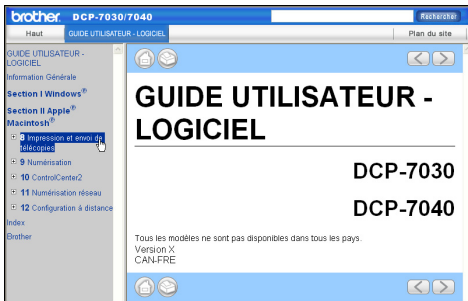 brother. DCP-7030/7040
Rechercher
Haut
GUIDE UTILISATEUR - LOGICIEL
Plan du site
GUIDE UTILISATEUR -
LOGICIEL
Information Générale
Section I Windows®
Section II Apple®
Macintosh®
8 Impression et envoi de
télécopies
9 Numérisation
10 ControlCenter2
11 Numérisation réseau
12 Configuration à distance
Index
Brother
GUIDE UTILISATEUR -
LOGICIEL
DCP-7030
DCP-7040
Tous les modèles ne sont pas disponibles dans tous les pays.
Version X
CAN-FRE